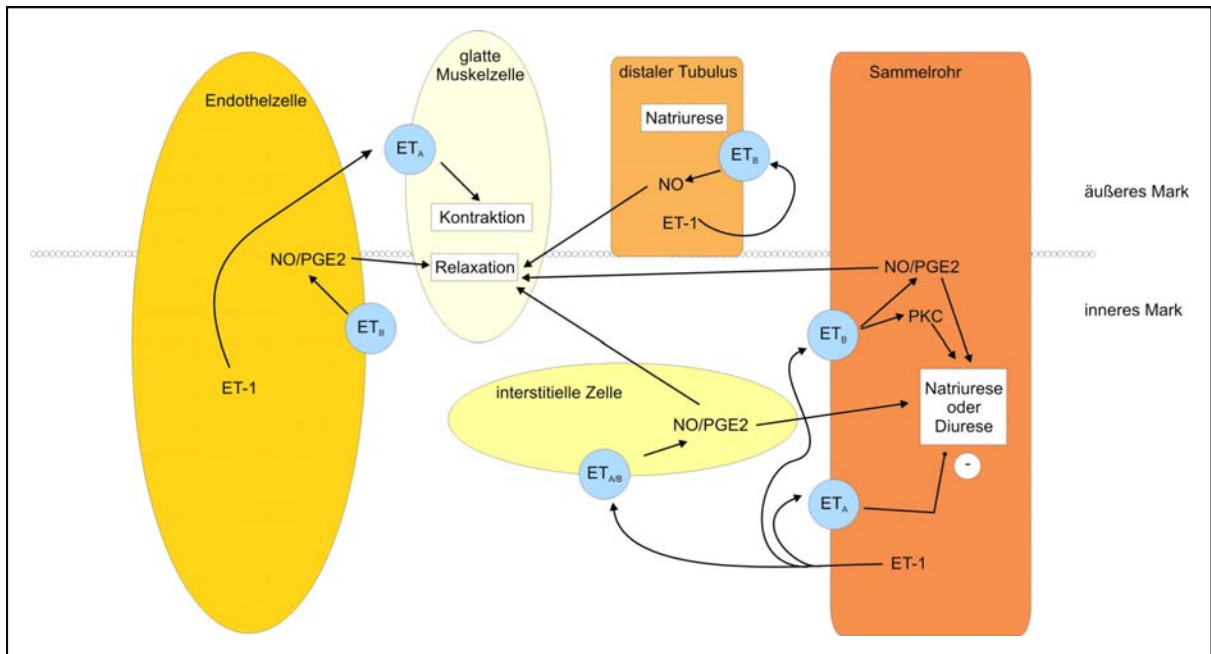 Endothelzelle
glatte
Muskelzelle
distaler Tubulus
Sammelrohr
Natriurese
ETA
ETB
NO
ET-1
Kontraktion
äußeres Mark
NO/PGE2
Relaxation
NO/PGE2
ETB
ETB
PKC
inneres Mark
ET-1
interstitielle Zelle
NO/PGE2
Natriurese
oder
Diurese
ETA/B
-
ETA
ET-1